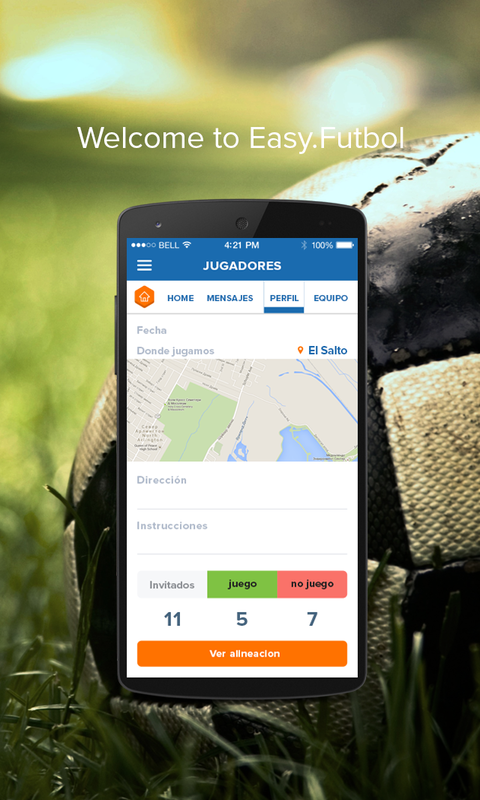 Welcome to Easy.Futbol
BELL 4:21 PM 100%
JUGADORES
HOME MENSAJES PERFIL EQUIPO
Fecha
Donde jugamos El Salto
Dirección
Instrucciones
Invitados juego no juego
11 5 7
Ver alineacion